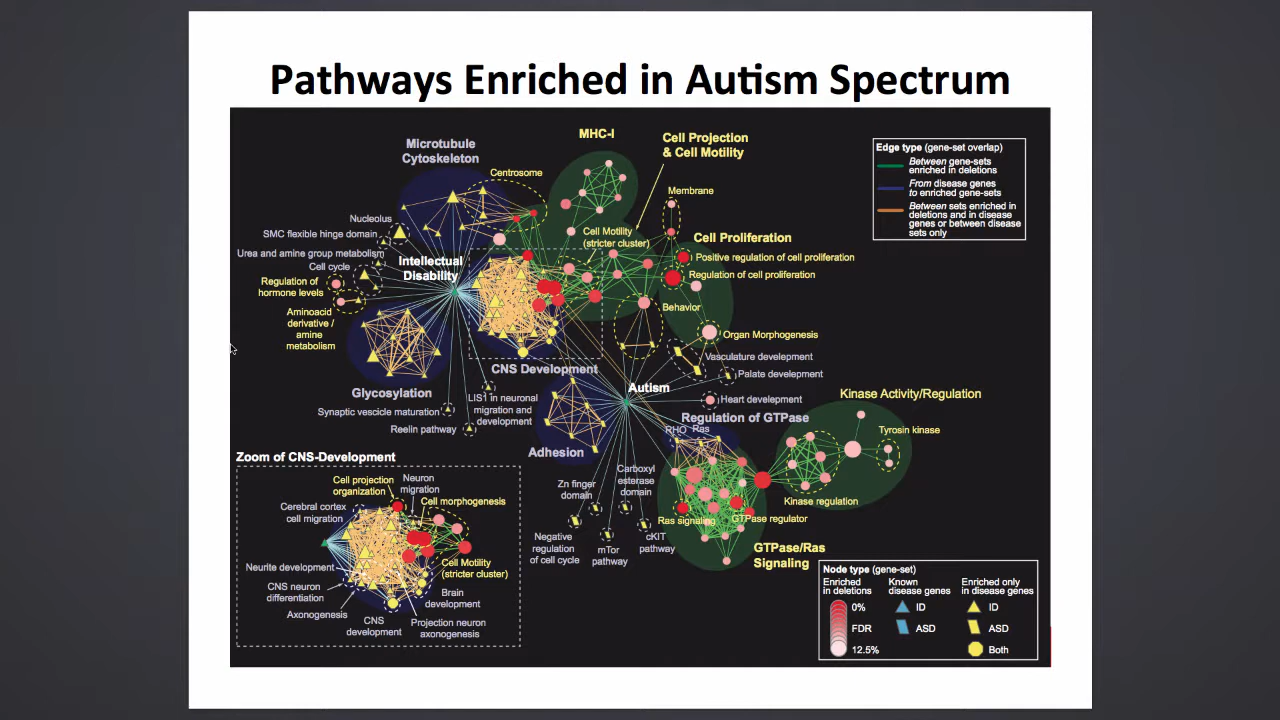 Pathways Enriched in Autism Spectrum
MHC-I
Cell Projection
& Cell Motility
Microtubule
Cytoskeleton
Centrosome
Membrane
Nucleolus
SMC flexible hinge domain
Urea and amine group metabolism
Cell cycle
Regulation of
hormone levels
Aminoacid
derivative /
amine
metabolism
Intellectual
Disability
Cell Motility
(stricter cluster)
Cell Proliferation
Positive regulation of cell proliferation
Regulation of cell proliferation
Behavior
Organ Morphogenesis
Vasculature development
Palate development
Heart development
CNS Development
Autism
Glycosylation
Synaptic vescicle maturation
Reelin pathway
LIS1 in neuronal
migration and
development
Adhesion
Regulation of GTPase
RHO Ras
Kinase Activity/Regulation
Tyrosin kinase
Kinase regulation
Carboxyl
esterase
domain
Zn finger
domain
Negative
regulation
of cell cycle
mTor
pathway
cKIT
pathway
Ras signaling
GTPase regulator
GTPase/Ras
Signaling
Zoom of CNS-Development
Cell projection
organization
Neuron
migration
Cell morphogenesis
Cerebral cortex
cell migration
Neurite development
CNS neuron
differentiation
Axonogenesis
CNS
development
Projection neuron
axonogenesis
Brain
development
Cell Motility
(stricter cluster)
Edge type (gene-set overlap)
Between gene-sets
enriched in deletions
From disease genes
to enriched gene-sets
Between sets enriched in
deletions and in disease
genes or between disease
sets only
Node type (gene-set)
Enriched
in deletions
Known
disease genes
Enriched only
in disease genes
0%
FDR
12.5%
ID
ASD
ID
ASD
Both